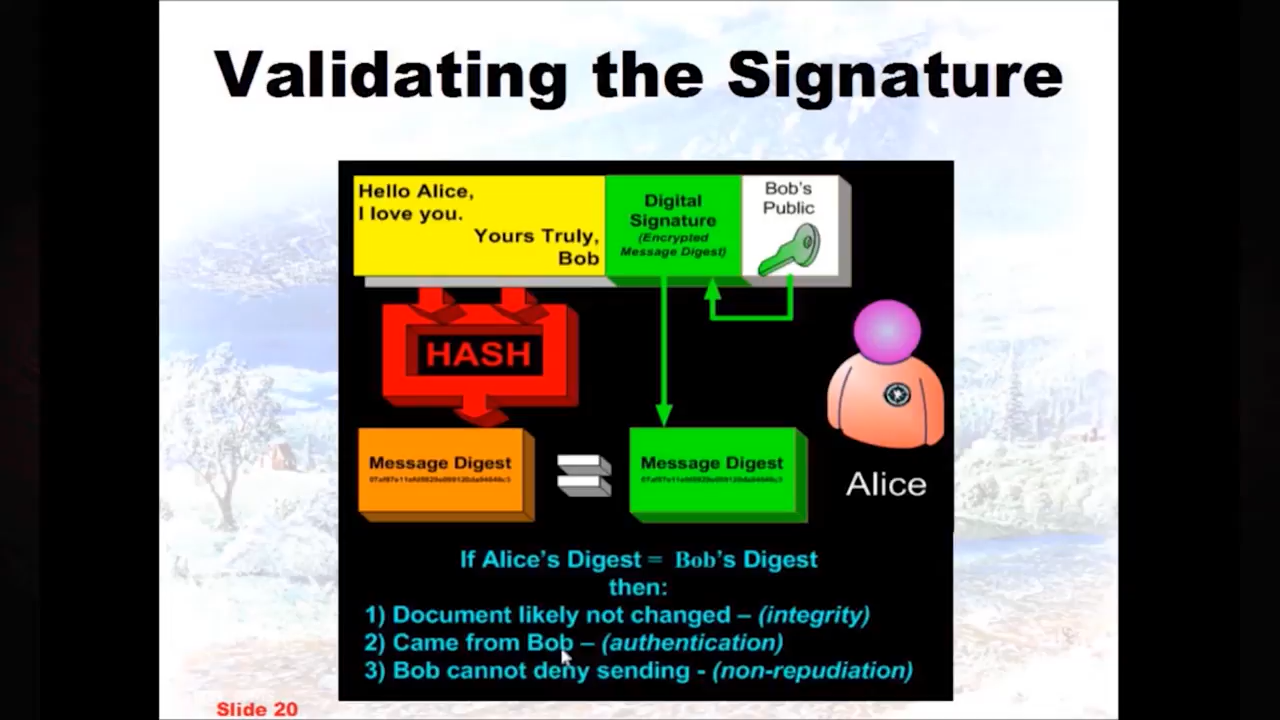 Validating the Signature
Hello Alice,
I love you.
Yours Truly,
Bob
Digital
Signature
(Encrypted
Message Digest)
Bob's
Public
HASH
Message Digest
Message Digest
Alice
If Alice's Digest = Bob's Digest
then:
1) Document likely not changed – (integrity)
2) Came from Bob – (authentication)
3) Bob cannot deny sending - (non-repudiation)
Slide 20